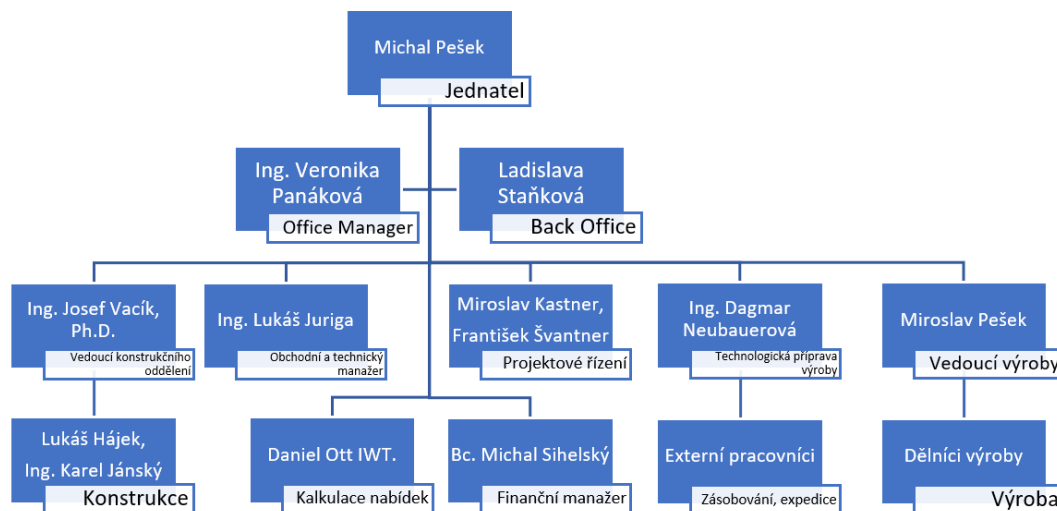 Michal Pešek
Jednatel
Ing. Veronika
Panáková
Office Manager
Ladislava
Staňková
Back Office
Ing. Josef Vacík,
Ph.D.
Vedoucí konstrukčního
oddělení
Ing. Lukáš Juriga
Obchodní a technický
manažer
Miroslav Kastner,
František Švantner
Projektové řízení
Ing. Dagmar
Neubauerová
Technologická příprava
výroby
Miroslav Pešek
Vedoucí výroby
Lukáš Hájek,
Ing. Karel Jánský
Konstrukce
Daniel Ott IWT.
Kalkulace nabídek
Bc. Michal Sihelský
Finanční manažer
Externí pracovníci
Zásobování, expedice
Dělníci výroby
Výroba